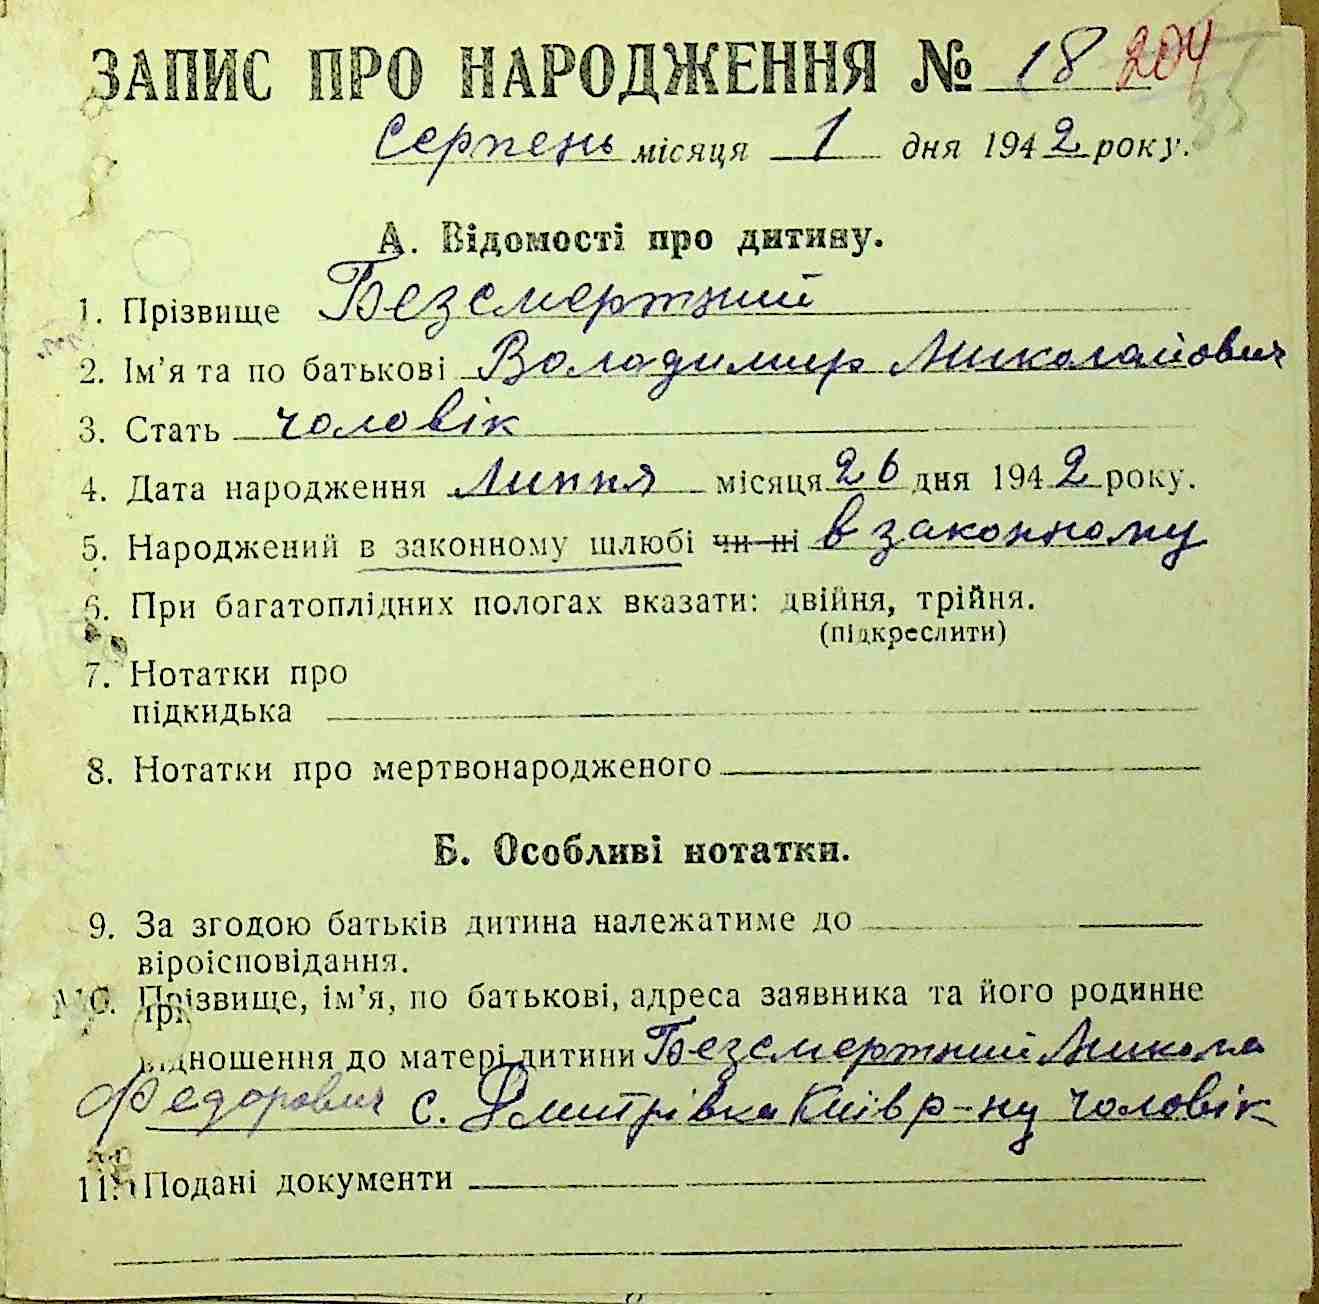 ЗАПИС ПРО НАРОДЖЕННЯ № 18 204
Серпень місяця 1 дня 1942 року.
А. Відомості про дитину.
1. Прізвище Безсмертний
2. Ім'я та по батькові Володимир Миколайович
3. Стать чоловік
4. Дата народження Липня місяця 26 дня 1942 року.
5. Народжений в законному шлюбі чи ні в законному
6. При багатоплідних пологах вказати: двійня, трійня.
(підкреслити)
7. Нотатки про
підкидька
8. Нотатки про мертвонародженого
Б. Особливі нотатки.
9. За згодою батьків дитина належатиме до
віроісповідання.
10. Прізвище, ім'я, по батькові, адреса заявника та його родинне
відношення до матері дитини Безсмертний Микола
Федорович с. Дмитрівка Київ р-ну чоловік
11. Подані документи